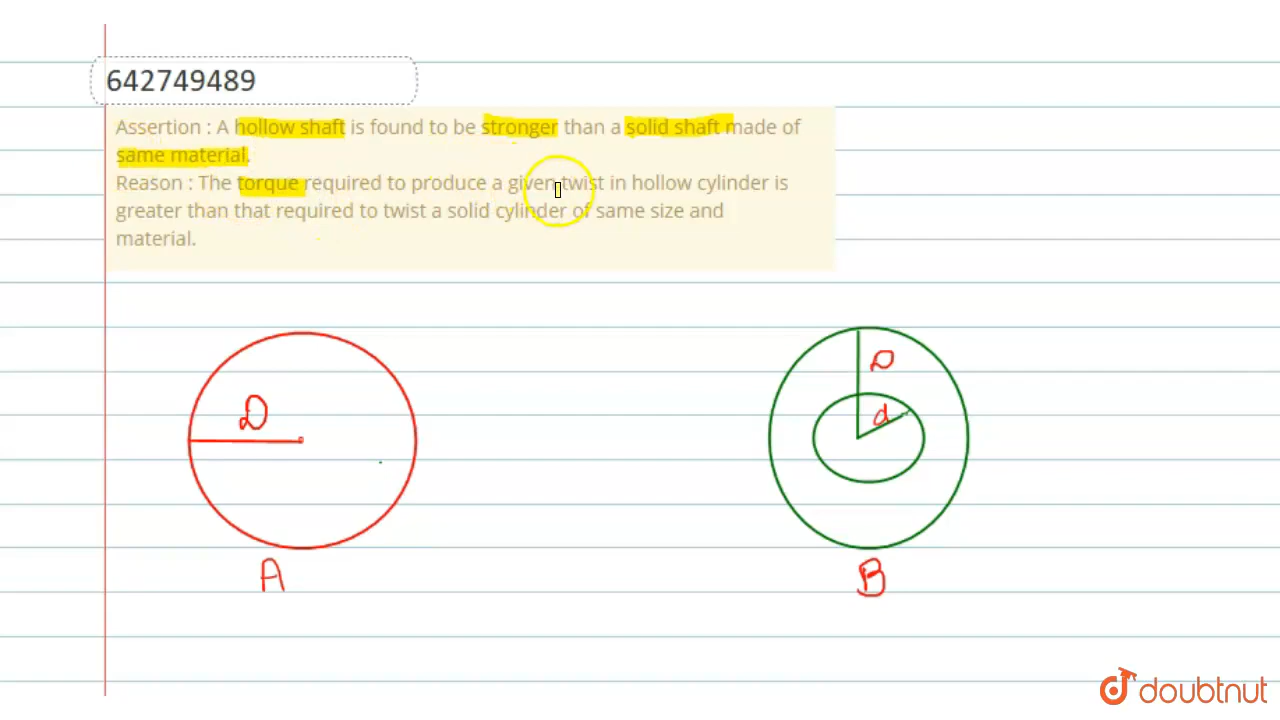 642749489
Assertion : A hollow shaft is found to be stronger than a solid shaft made of
same material.
Reason : The torque required to produce a given twist in hollow cylinder is
greater than that required to twist a solid cylinder of same size and
material.
D
D
d
A
B
doubtnut